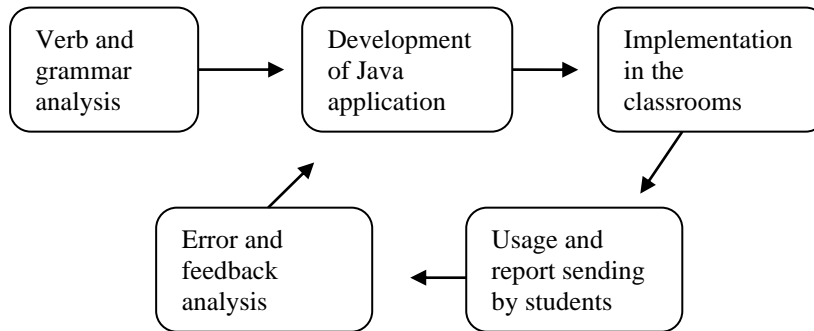 Verb and
grammar
analysis
Development
of Java
application
Implementation
in the
classrooms
Usage and
report sending
by students
Error and
feedback
analysis